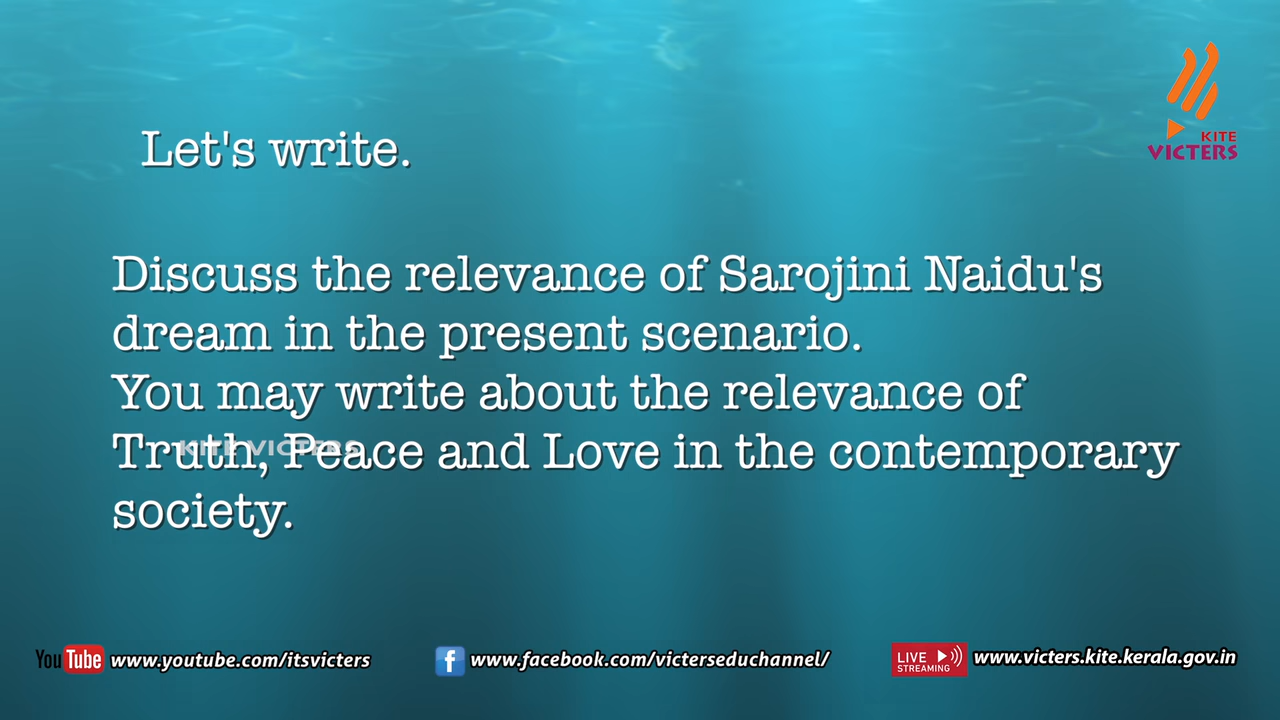 KITE
VICTERS
Let's write.
Discuss the relevance of Sarojini Naidu's
dream in the present scenario.
You may write about the relevance of
Truth, Peace and Love in the contemporary
society.
KITE VICTERS
YouTube www.youtube.com/itsvicters
f www.facebook.com/victerseduchannel/
LIVE STREAMING www.victers.kite.kerala.gov.in